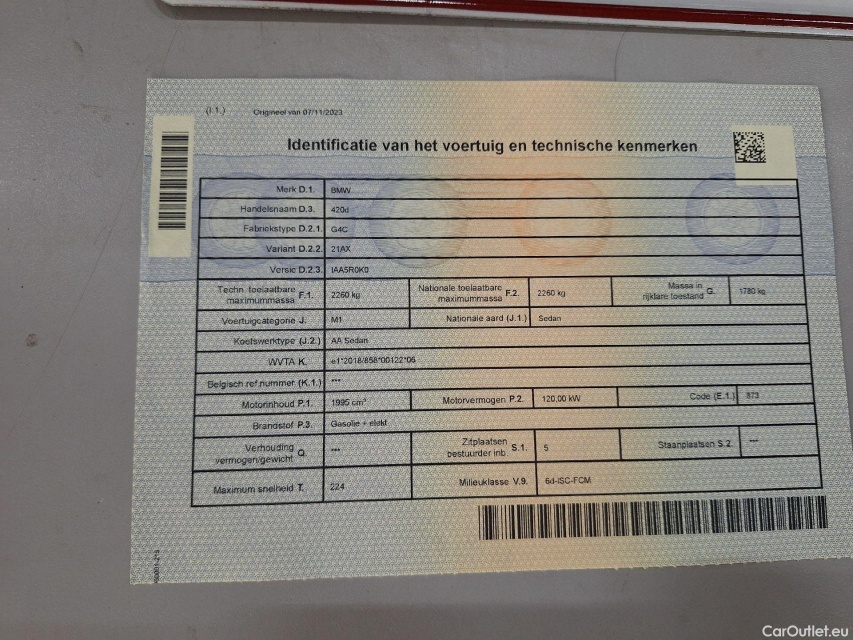 (I.1.) Origineel van 07/11/2023
Identificatie van het voertuig en technische kenmerken
Merk D.1. BMW
Handelsnaam D.3. 420d
Fabriekstype D.2.1. G4C
Variant D.2.2. 21AX
Versie D.2.3. IAA5R0K0
Techn. toelaatbare maximummassa F.1. 2260 kg Nationale toelaatbare maximummassa F.2. 2260 kg Massa in rijklare toestand G. 1780 kg
Voertuigcategorie J. M1 Nationale aard (J.1.) Sedan
Koetswerktype (J.2.) AA Sedan
WVTA K. e1*2018/858*00122*06
Belgisch ref.nummer (K.1.) ***
Motorinhoud P.1. 1995 cm³ Motorvermogen P.2. 120.00 kW Code (E.1.) 873
Brandstof P.3. Gasolie + elekt
Verhouding vermogen/gewicht Q. *** Zitplaatsen bestuurder inb. S.1. 5 Staanplaatsen S.2. ***
Maximum snelheid T. 224 Milieuklasse V.9. 6d-ISC-FCM
CarOutlet.eu